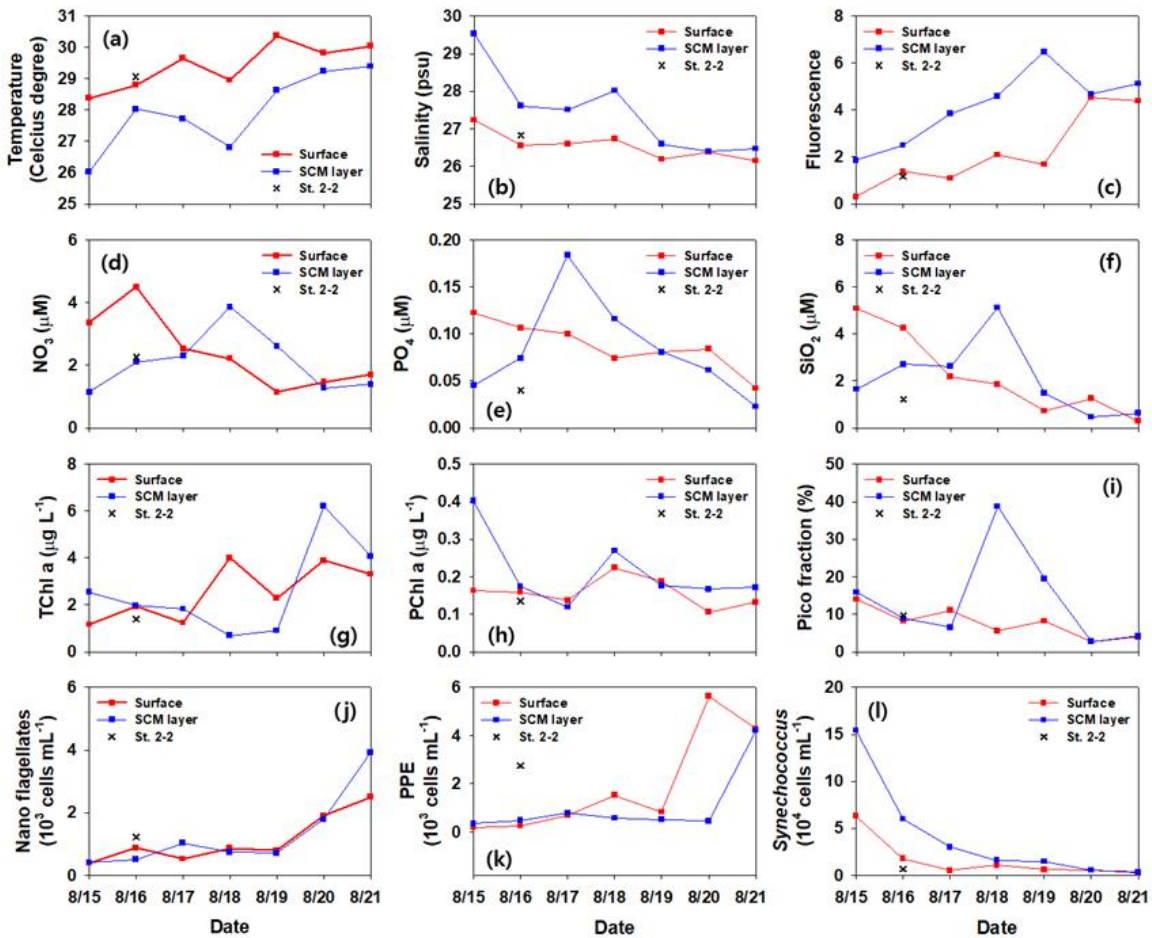 (a)
Temperature
(Celcius degree)
31
30
29
28
27
26
25
Surface
SCM layer
St. 2-2
(b)
Salinity (psu)
30
29
28
27
26
25
Surface
SCM layer
St. 2-2
(c)
Fluorescence
8
6
4
2
0
Surface
SCM layer
St. 2-2
(d)
NO3 (μM)
6
4
2
0
Surface
SCM layer
St. 2-2
(e)
PO4 (μM)
0.20
0.15
0.10
0.05
0.00
Surface
SCM layer
St. 2-2
(f)
SiO2 (μM)
8
6
4
2
0
Surface
SCM layer
St. 2-2
(g)
TChl a (μg L-1)
8
6
4
2
0
Surface
SCM layer
St. 2-2
(h)
PChl a (μg L-1)
0.5
0.4
0.3
0.2
0.1
0.0
Surface
SCM layer
St. 2-2
(i)
Pico fraction (%)
50
40
30
20
10
0
Surface
SCM layer
St. 2-2
(j)
Nano flagellates
(10³ cells mL-1)
6
4
2
0
Surface
SCM layer
St. 2-2
8/15 8/16 8/17 8/18 8/19 8/20 8/21
Date
(k)
PPE
(10³ cells mL-1)
6
4
2
0
Surface
SCM layer
St. 2-2
8/15 8/16 8/17 8/18 8/19 8/20 8/21
Date
(l)
Synechococcus
(10⁴ cells mL-1)
20
15
10
5
0
Surface
SCM layer
St. 2-2
8/15 8/16 8/17 8/18 8/19 8/20 8/21
Date